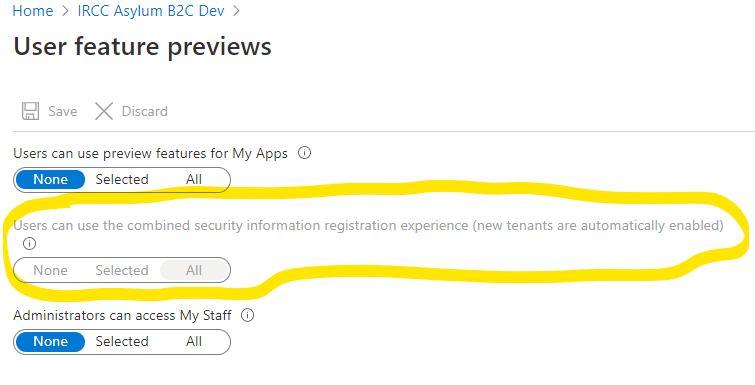 Home > IRCC Asylum B2C Dev >
User feature previews
Save Discard
Users can use preview features for My Apps
None Selected All
Users can use the combined security information registration experience (new tenants are automatically enabled)
None Selected All
Administrators can access My Staff
None Selected All